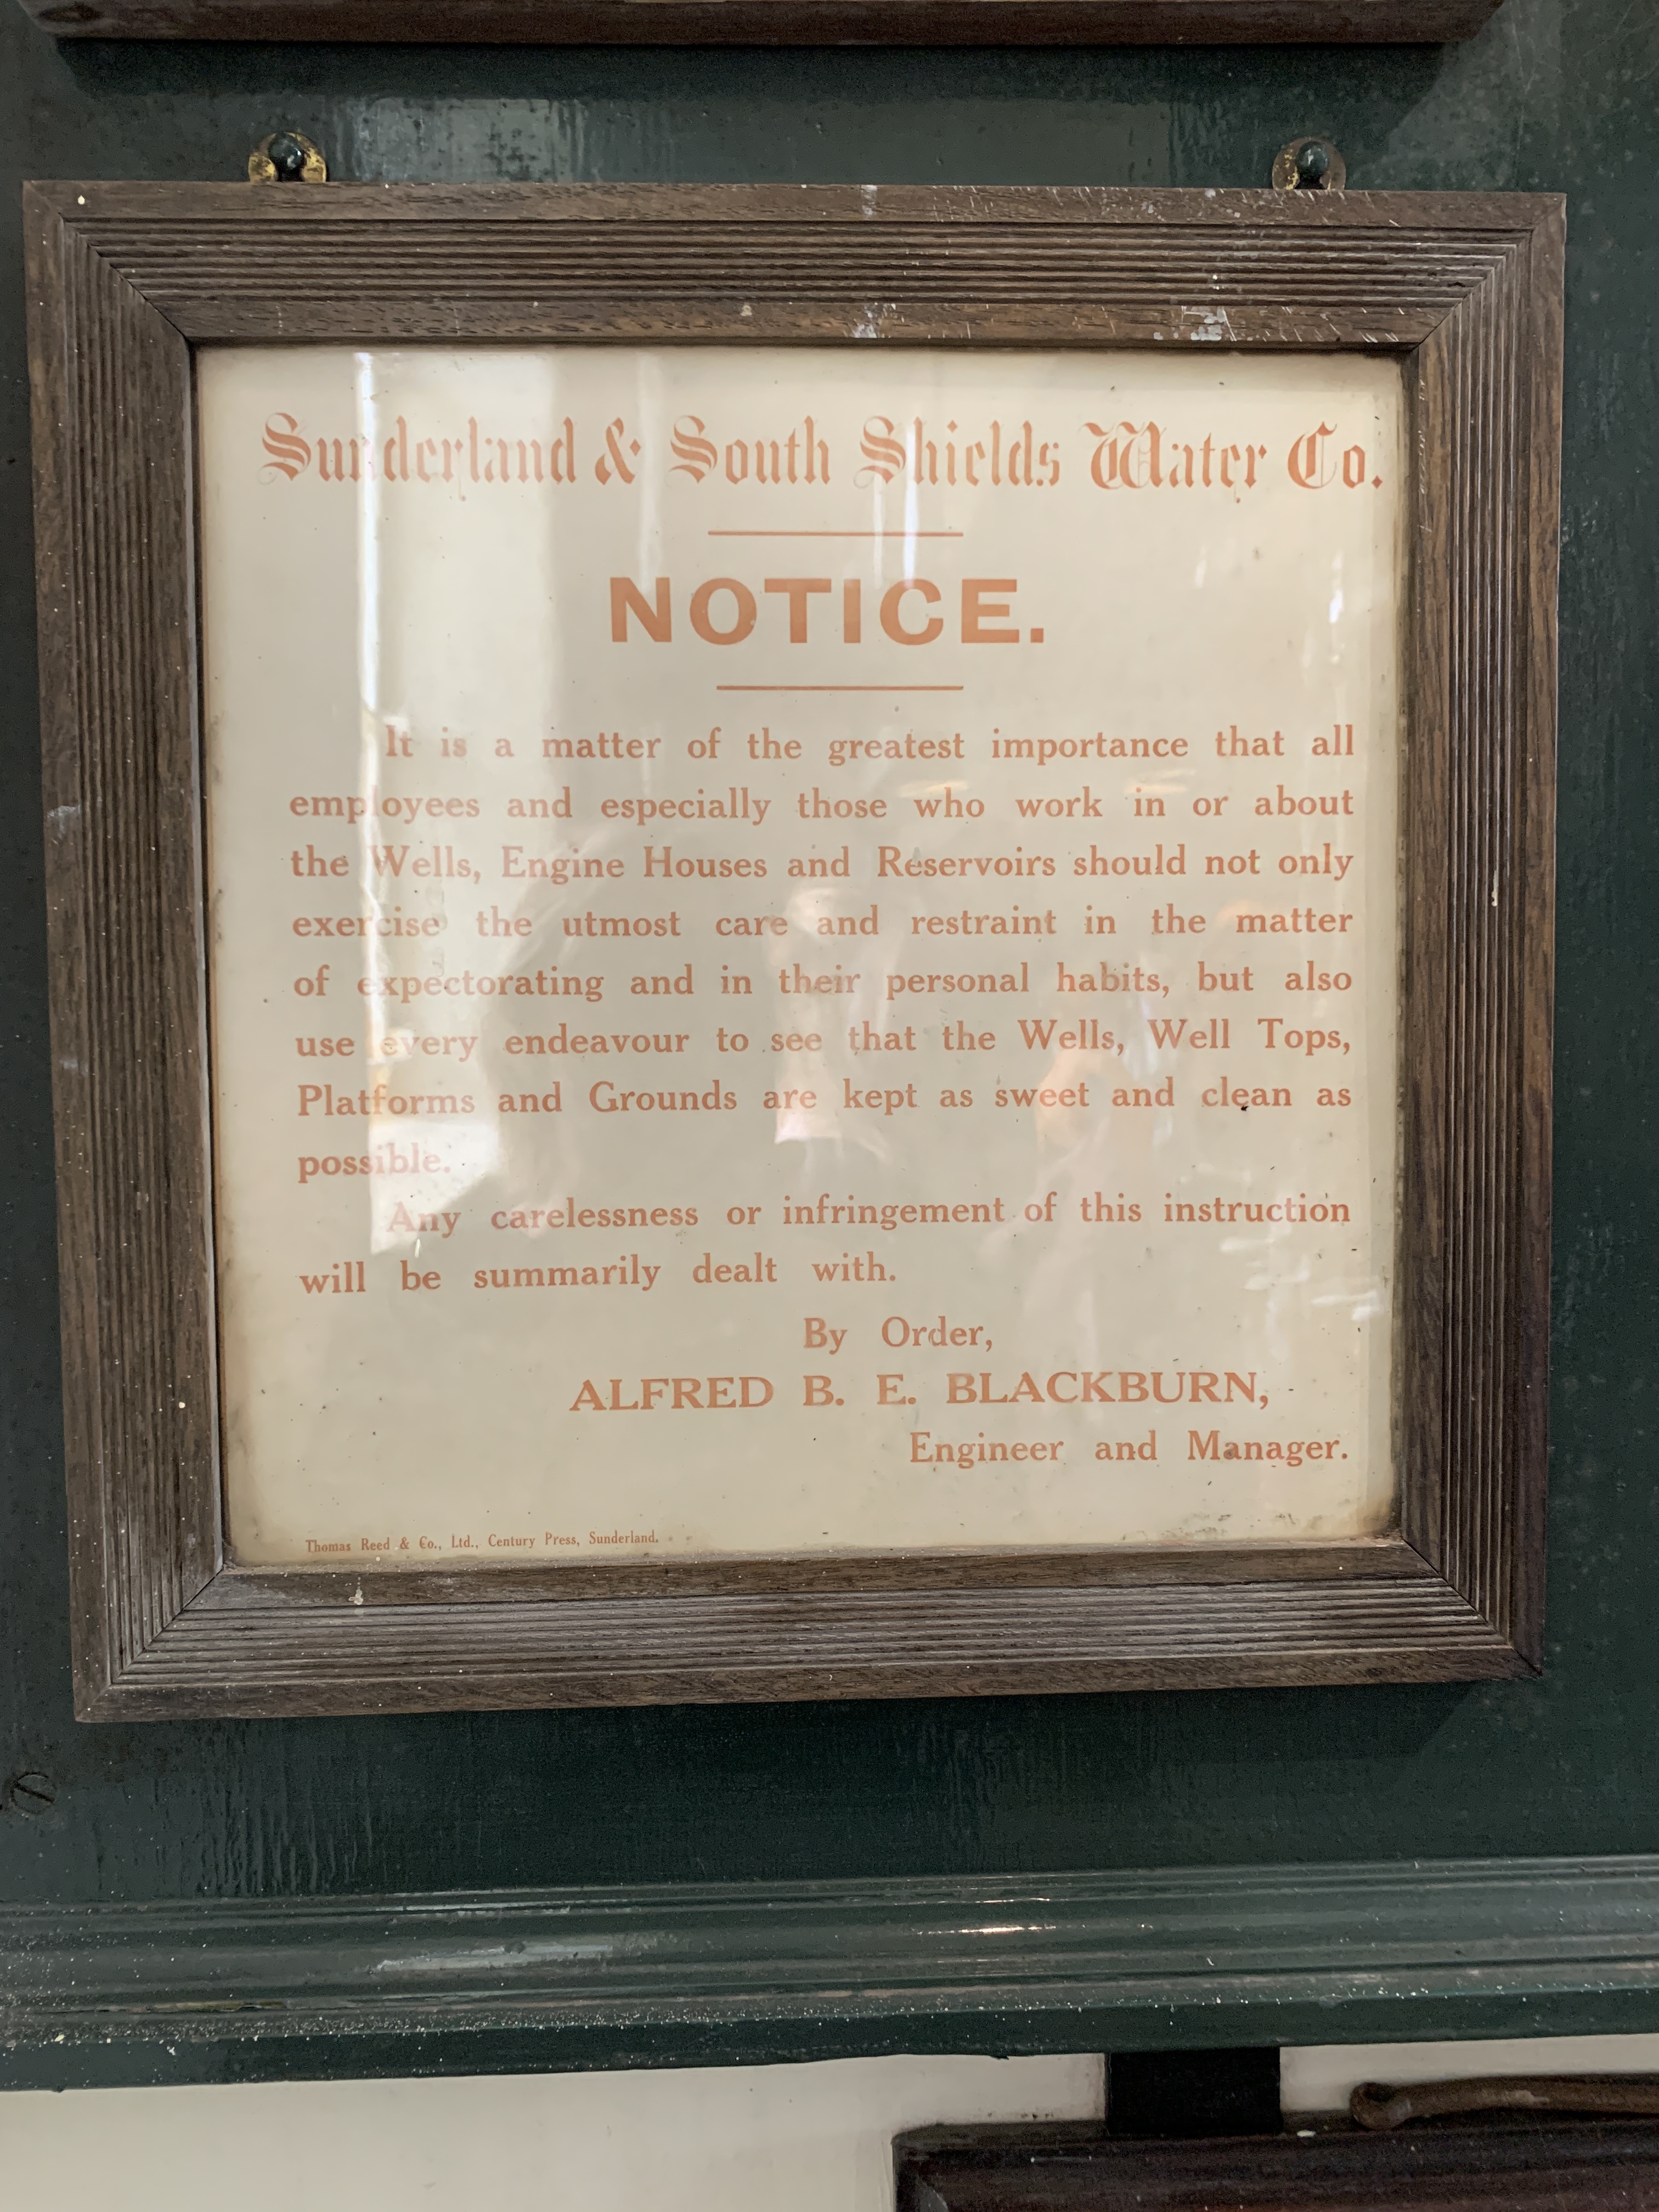 Sunderland & South Shields Water Co.
NOTICE.
It is a matter of the greatest importance that all
employees and especially those who work in or about
the Wells, Engine Houses and Reservoirs should not only
exercise the utmost care and restraint in the matter
of expectorating and in their personal habits, but also
use every endeavour to see that the Wells, Well Tops,
Platforms and Grounds are kept as sweet and clean as
possible.
Any carelessness or infringement of this instruction
will be summarily dealt with.
By Order,
ALFRED B. E. BLACKBURN,
Engineer and Manager.
Thomas Reed & Co., Ltd., Century Press, Sunderland.